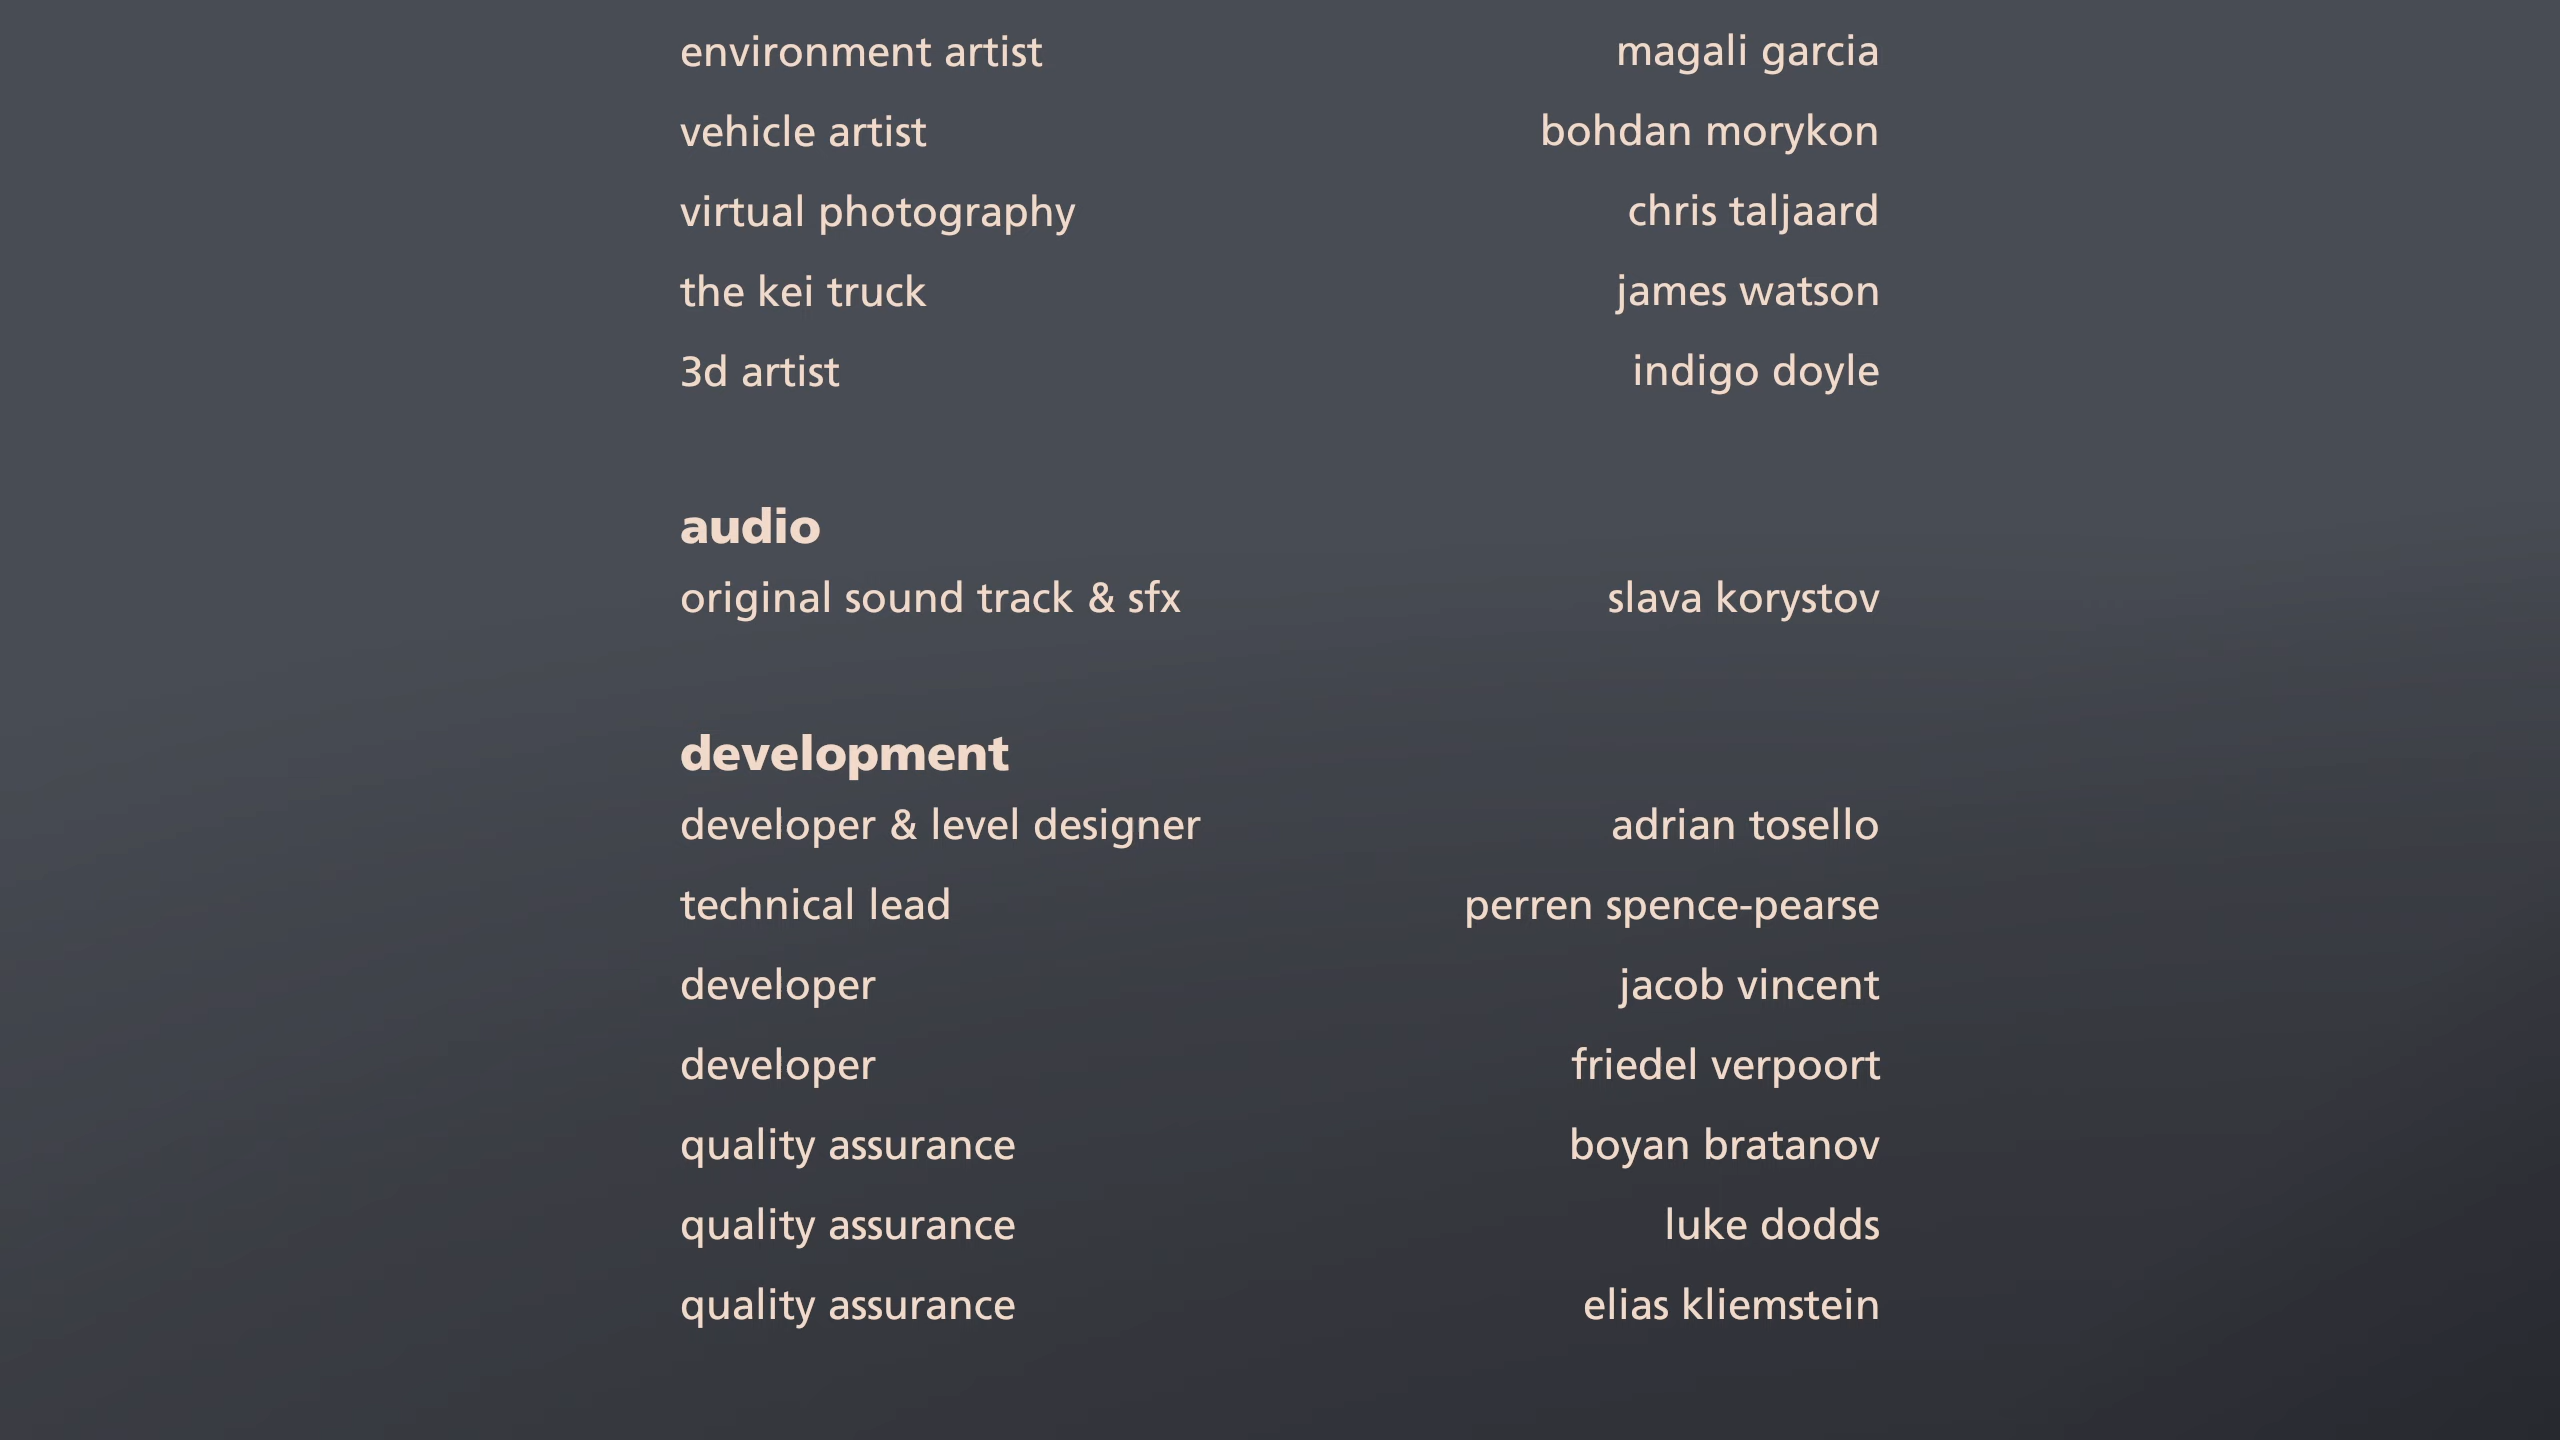 environment artist magali garcia
vehicle artist bohdan morykon
virtual photography chris taljaard
the kei truck james watson
3d artist indigo doyle
audio
original sound track & sfx slava korystov
development
developer & level designer adrian tosello
technical lead perren spence-pearse
developer jacob vincent
developer friedel verpoort
quality assurance boyan bratanov
quality assurance luke dodds
quality assurance elias kliemstein